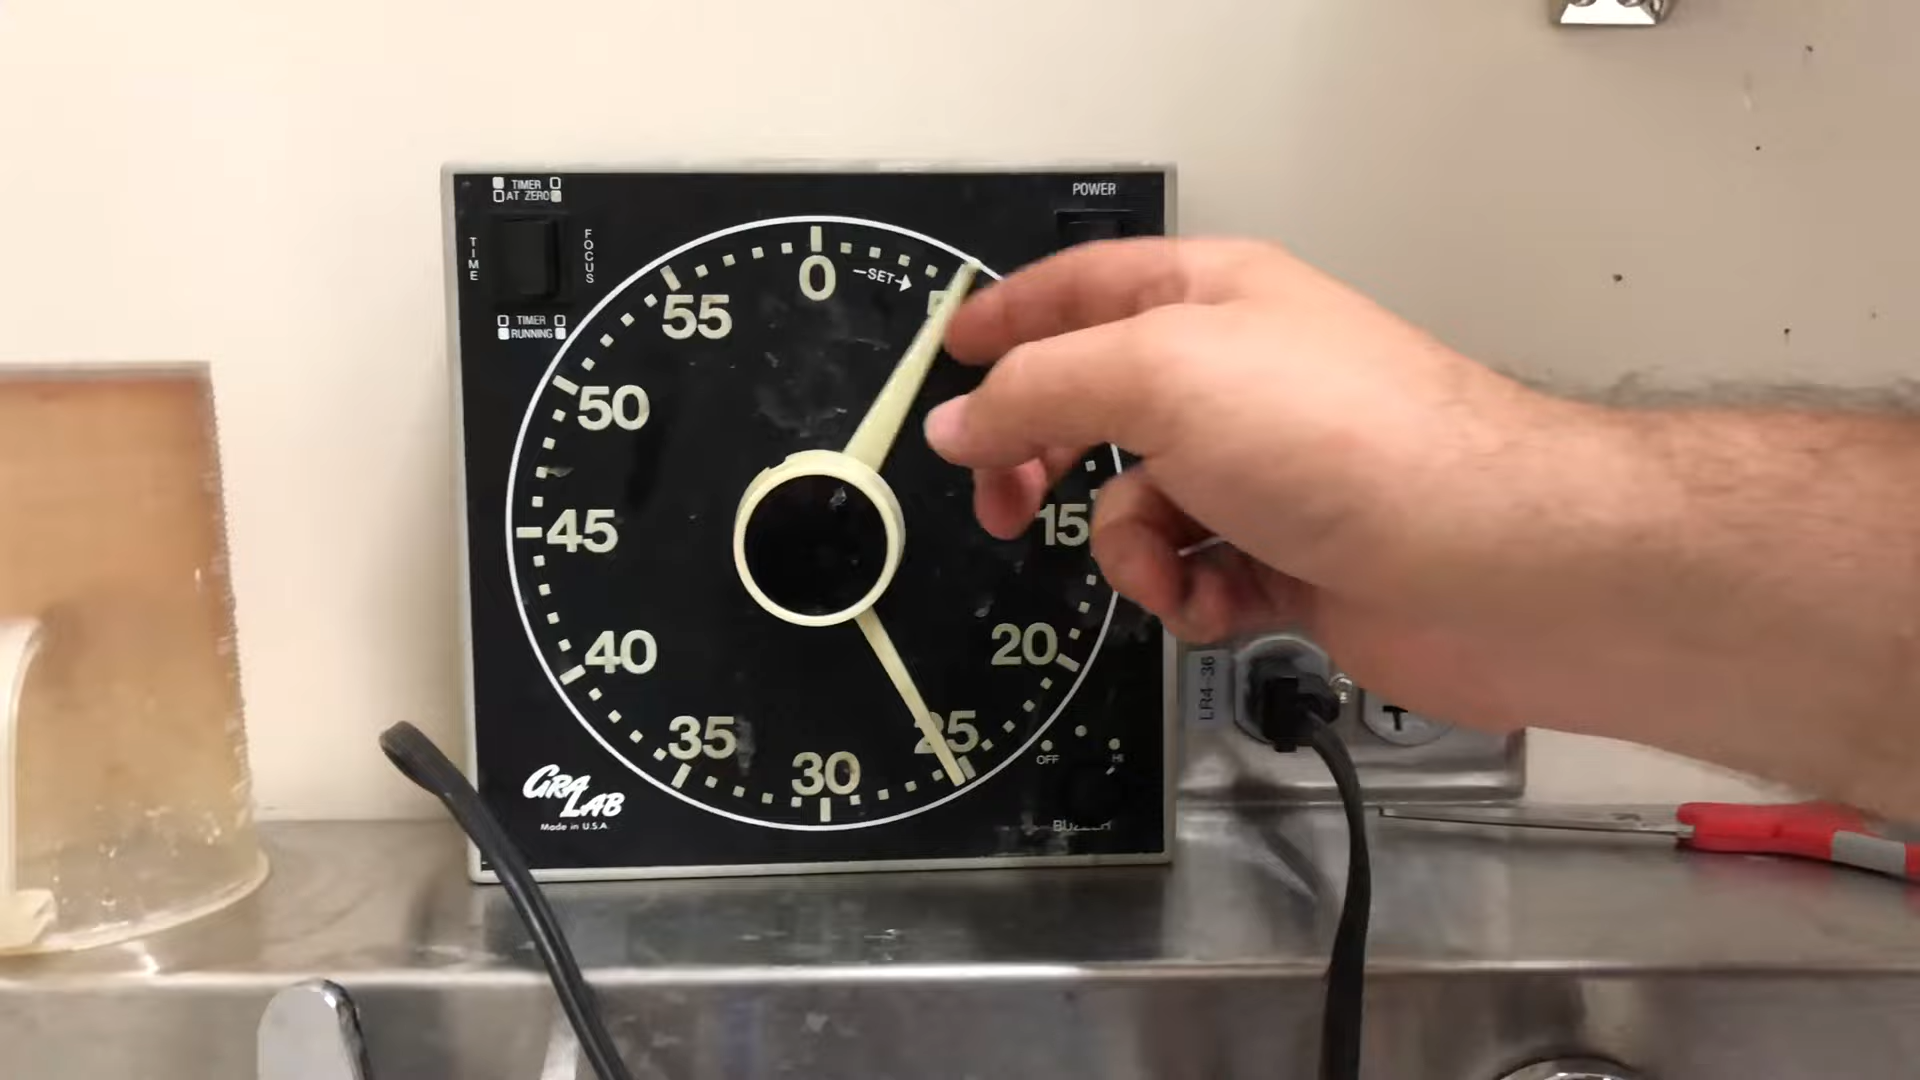 TIMER
AT ZERO
POWER
TIME
FOCUS
TIMER
RUNNING
0
SET
55
50
45
40
35
30
25
20
15
OFF
HI
BUZZER
GRALAB
Made in U.S.A.
LR4-36